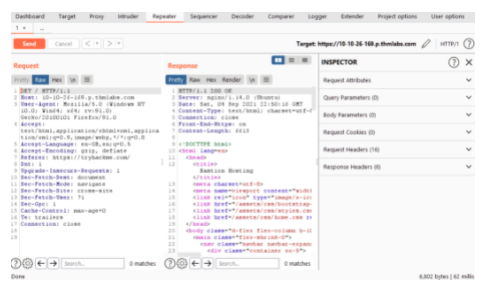 Dashboard Target Proxy Intruder Repeater Sequencer Decoder Comparer Logger Extender Project options User options
1 × ...
Send Cancel < > Target: https://10-10-26-169.p.thmlabs.com HTTP/1
Request Response INSPECTOR
Pretty Raw Hex \n Pretty Raw Hex Render \n Request Attributes
1 GET / HTTP/1.1
2 Host: 10-10-26-169.p.thmlabs.com
3 User-Agent: Mozilla/5.0 (Windows NT
10.0; Win64; x64; rv:91.0)
Gecko/20100101 Firefox/91.0
4 Accept:
text/html,application/xhtml+xml,applica
tion/xml;q=0.9,image/webp,*/*;q=0.8
5 Accept-Language: en-GB,en;q=0.5
6 Accept-Encoding: gzip, deflate
7 Referer: https://tryhackme.com/
8 Dnt: 1
9 Upgrade-Insecure-Requests: 1
10 Sec-Fetch-Dest: document
11 Sec-Fetch-Mode: navigate
12 Sec-Fetch-Site: cross-site
13 Sec-Fetch-User: ?1
14 Sec-Gpc: 1
15 Cache-Control: max-age=0
16 Te: trailers
17 Connection: close
18
19
1 HTTP/1.1 200 OK
2 Server: nginx/1.14.0 (Ubuntu)
3 Date: Sat, 04 Sep 2021 22:50:18 GMT
4 Content-Type: text/html; charset=utf-8
5 Connection: close
6 Front-End-Https: on
7 Content-Length:
8
9 <!DOCTYPE html>
10 <html lang=en>
11 <head>
12 <title>
Bastion Hosting
</title>
13 <meta charset=utf-8>
14 <meta name=viewport content="width
15 <link rel="icon" type="image/x-ico
16 <link href="/assets/css/bootstrap.
17 <link href="/assets/css/styles.css
18 <link href="/assets/css/home.css r
19 </head>
<body class="d-flex flex-column h-10
<main class="flex-shrink-0">
<nav class="navbar navbar-expan
<div class="container px-5">
Query Parameters (0)
Body Parameters (0)
Request Cookies (0)
Request Headers (16)
Response Headers (6)
Search... 0 matches Search... 0 matches
Done 6,802 bytes | 62 millis